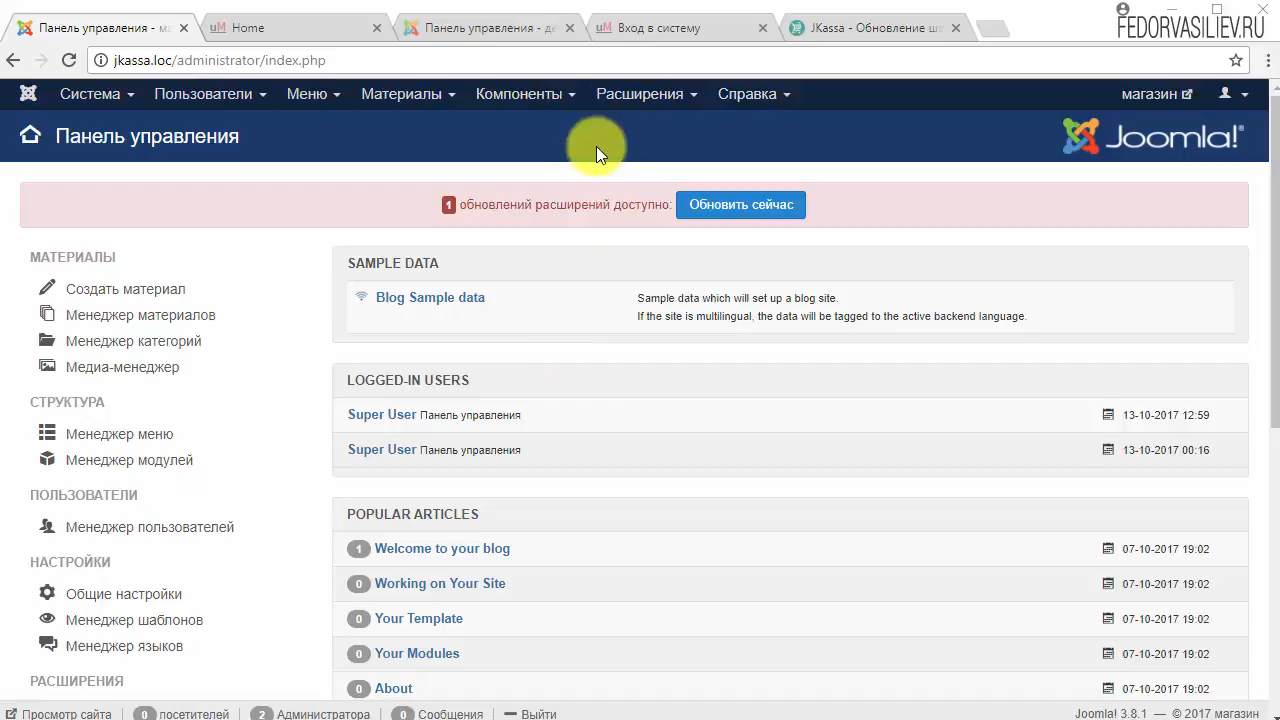 Панель управления - ма
Home
Панель управления - де
Вход в систему
JKassa - Обновление ша
FEDORVASILIEV.RU
jkassa.loc/administrator/index.php
Система Пользователи Меню Материалы Компоненты Расширения Справка магазин
Панель управления
Joomla!
1 обновлений расширений доступно: Обновить сейчас
МАТЕРИАЛЫ
Создать материал
Менеджер материалов
Менеджер категорий
Медиа-менеджер
СТРУКТУРА
Менеджер меню
Менеджер модулей
ПОЛЬЗОВАТЕЛИ
Менеджер пользователей
НАСТРОЙКИ
Общие настройки
Менеджер шаблонов
Менеджер языков
РАСШИРЕНИЯ
SAMPLE DATA
Blog Sample data
Sample data which will set up a blog site.
If the site is multilingual, the data will be tagged to the active backend language.
LOGGED-IN USERS
Super User Панель управления 13-10-2017 12:59
Super User Панель управления 13-10-2017 00:16
POPULAR ARTICLES
1 Welcome to your blog 07-10-2017 19:02
0 Working on Your Site 07-10-2017 19:02
0 Your Template 07-10-2017 19:02
0 Your Modules 07-10-2017 19:02
0 About 07-10-2017 19:02
Просмотр сайта 0 посетителей 2 Администратора 0 Сообщения Выйти Joomla! 3.8.1 — © 2017 магазин